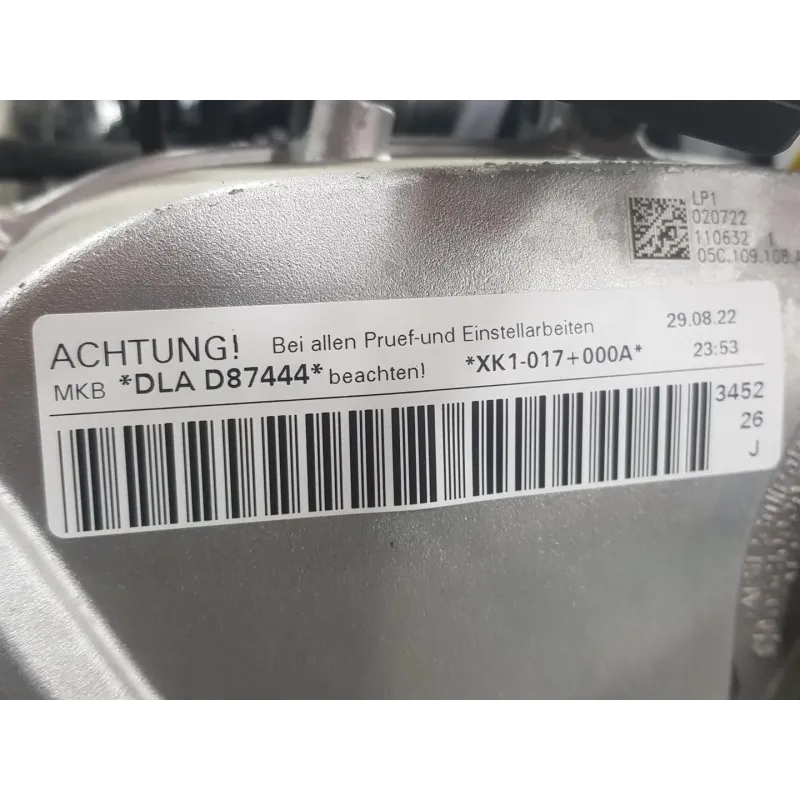 LP1
020722
110632 1
05C.109.108.A
ACHTUNG! Bei allen Pruef-und Einstellarbeiten 29.08.22
MKB *DLA D87444* beachten! *XK1-017+000A* 23:53
3452
26
J